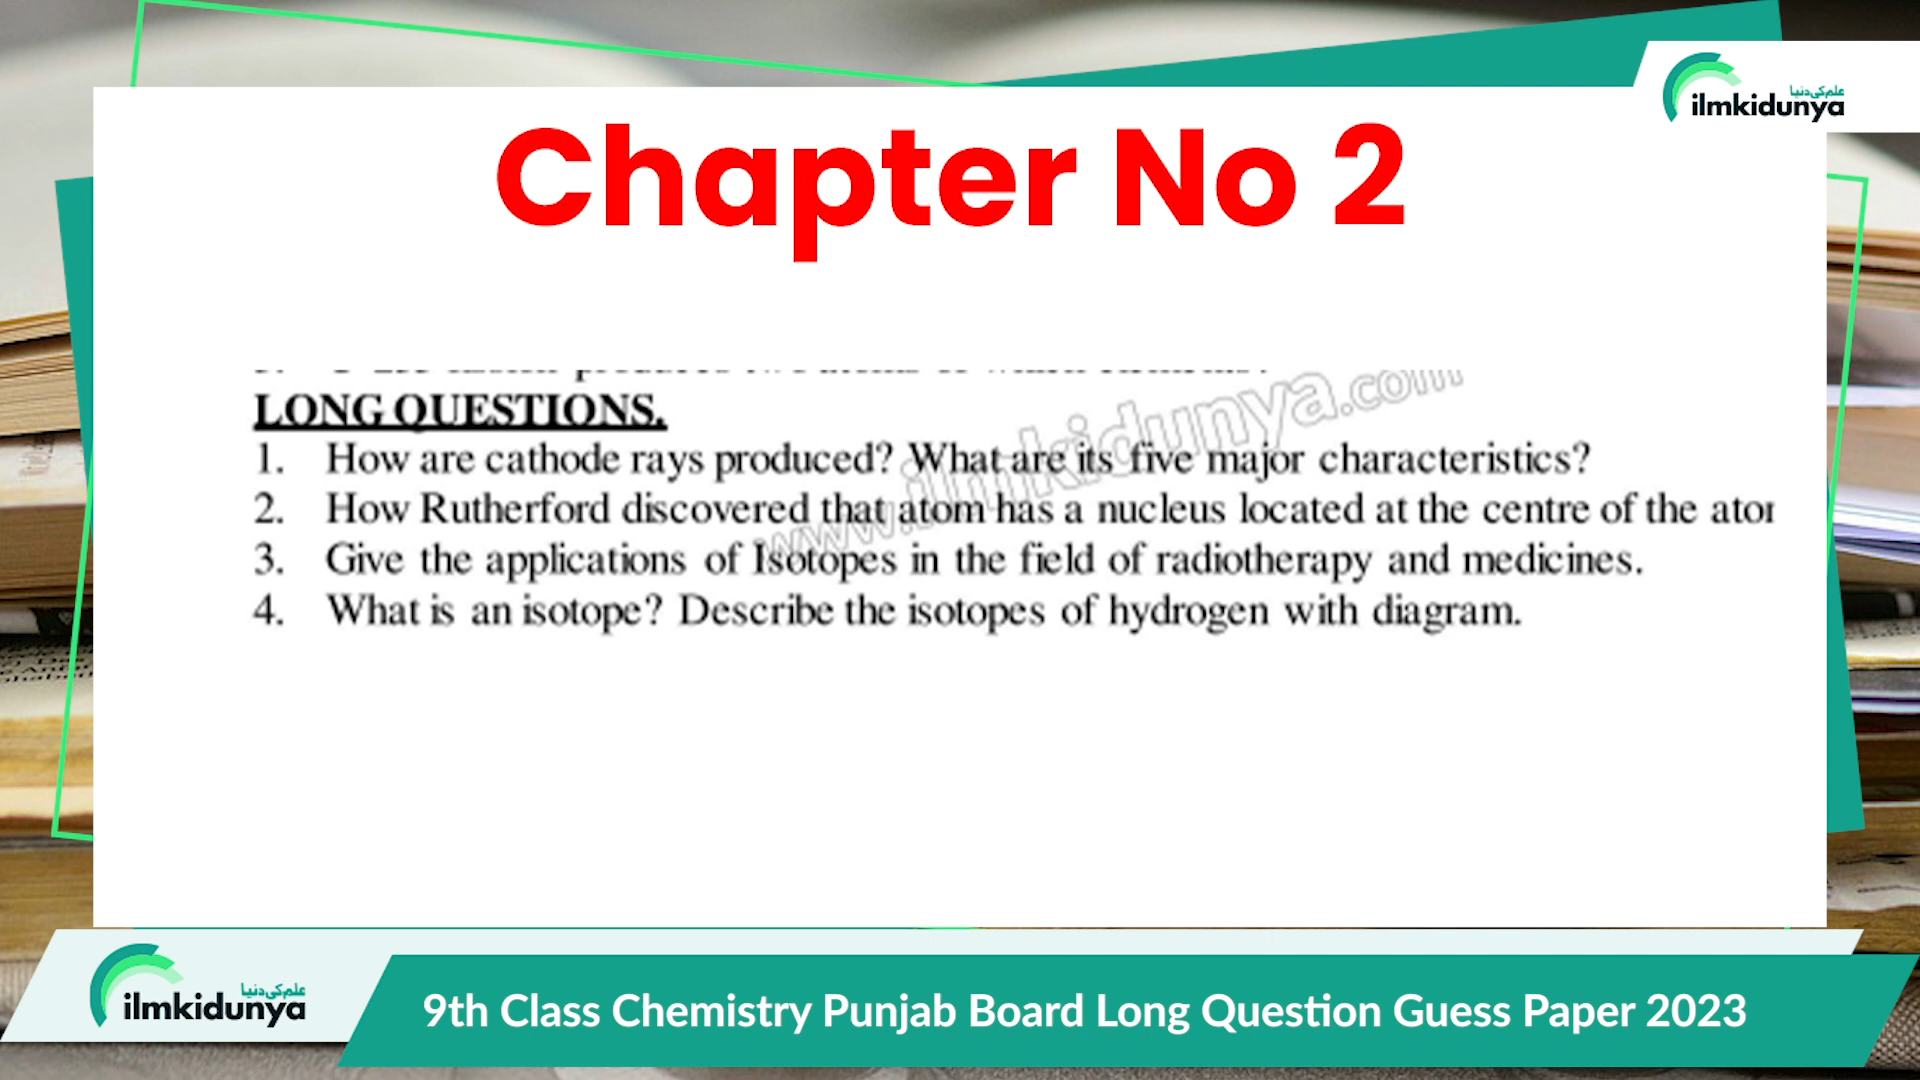 علم کی دنیا
ilmkidunya
Chapter No 2
LONG QUESTIONS.
www.ilmkidunya.com
1. How are cathode rays produced? What are its five major characteristics?
2. How Rutherford discovered that atom has a nucleus located at the centre of the
3. Give the applications of Isotopes in the field of radiotherapy and medicines.
4. What is an isotope? Describe the isotopes of hydrogen with diagram.
علم کی دنیا
ilmkidunya
9th Class Chemistry Punjab Board Long Question Guess Paper 2023